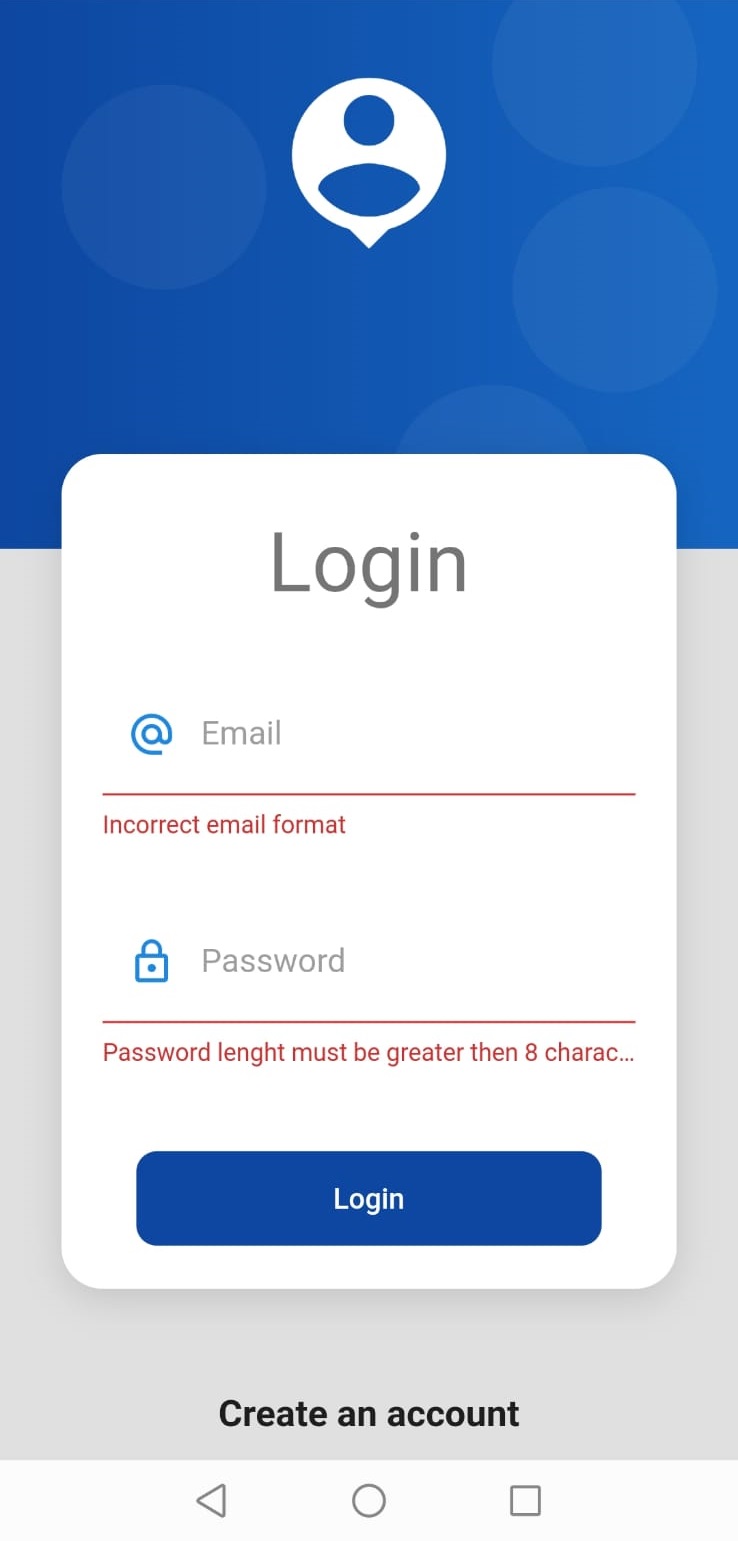 Login
Email
Incorrect email format
Password
Password lenght must be greater then 8 charac...
Login
Create an account